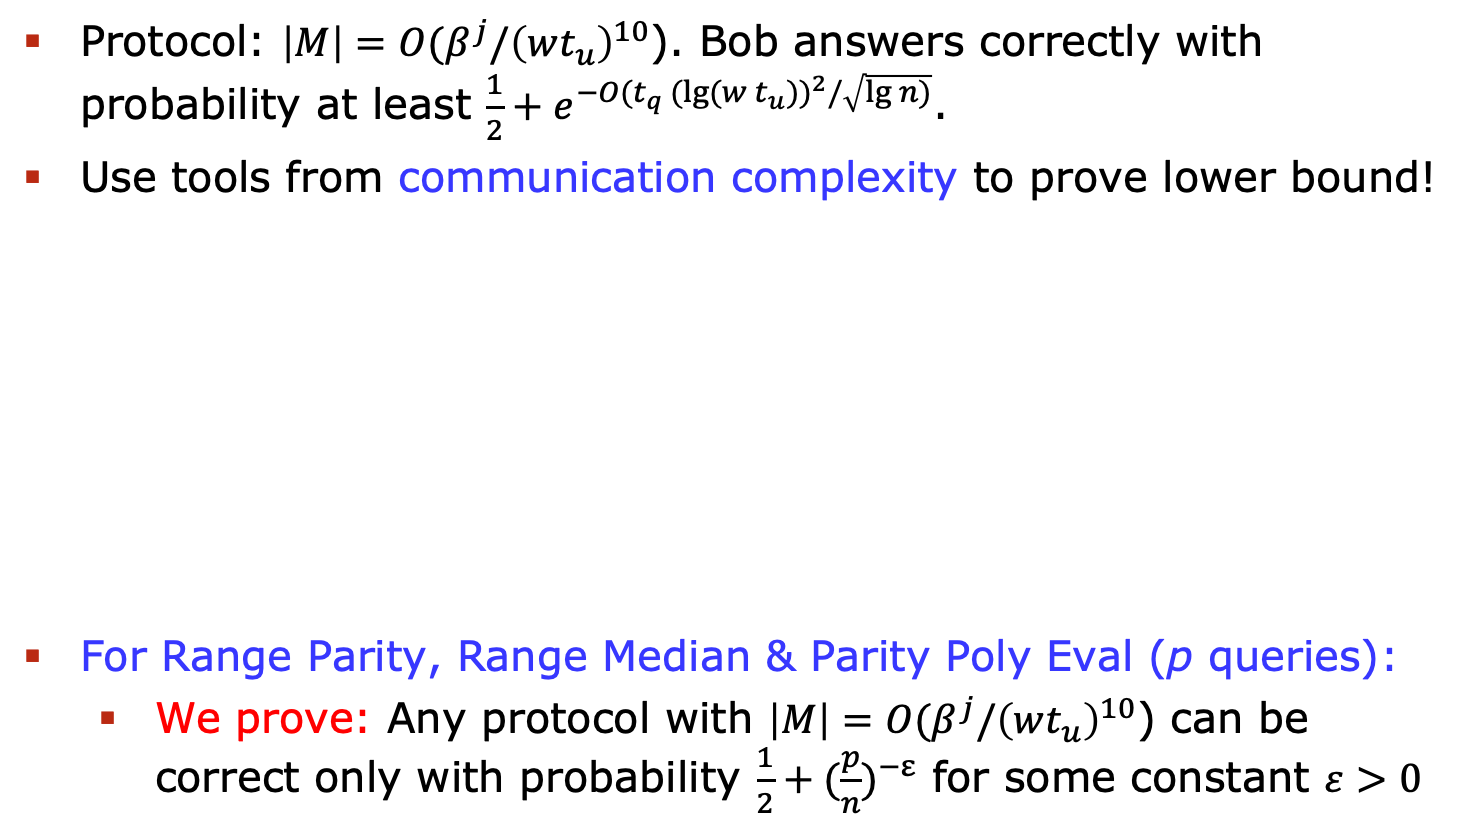 ▪ Protocol: |M| = O(β^j/(wt_u)^10). Bob answers correctly with
probability at least 1/2 + e^{−O(t_q (lg(w t_u))^2/√(lg n))}.
▪ Use tools from communication complexity to prove lower bound!
▪ For Range Parity, Range Median & Parity Poly Eval (p queries):
▪ We prove: Any protocol with |M| = O(β^j/(wt_u)^10) can be
correct only with probability 1/2 + (p/n)^{−ε} for some constant ε > 0